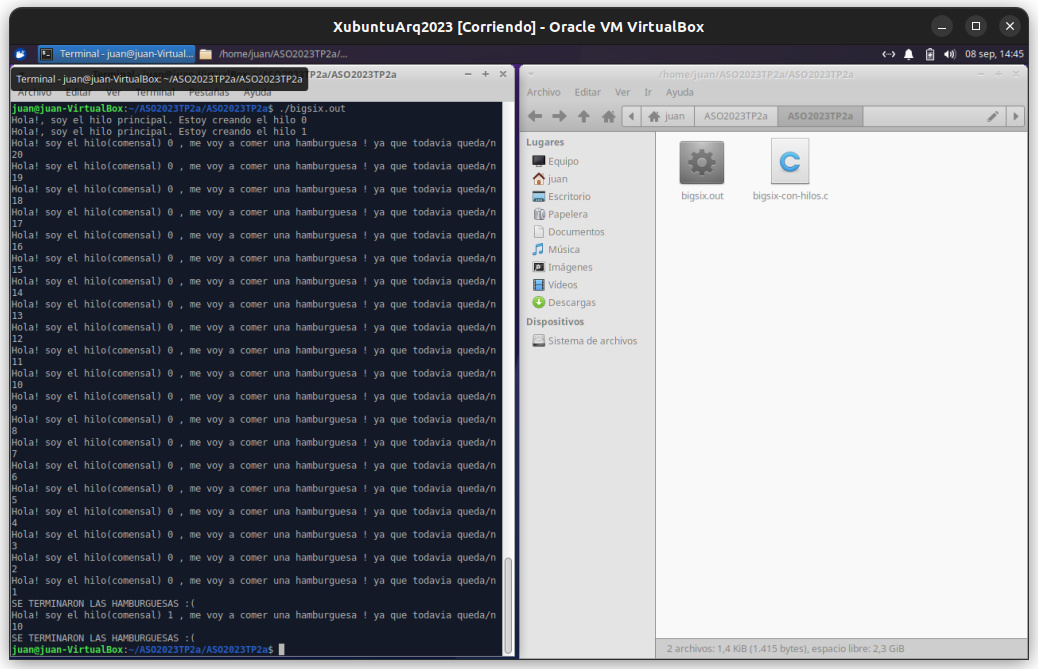 XubuntuArq2023 [Corriendo] - Oracle VM VirtualBox
Terminal - juan@juan-Virtual...
/home/juan/ASO2023TP2a/...
08 sep, 14:45
TP2a/ASO2023TP2a
Terminal - juan@juan-VirtualBox: ~/ASO2023TP2a/ASO2023TP2a
Archivo Editar Ver Terminal Pestañas Ayuda
juan@juan-VirtualBox:~/ASO2023TP2a/ASO2023TP2a$ ./bigsix.out
Hola!, soy el hilo principal. Estoy creando el hilo 0
Hola!, soy el hilo principal. Estoy creando el hilo 1
Hola! soy el hilo(comensal) 0 , me voy a comer una hamburguesa ! ya que todavia queda/n
20
Hola! soy el hilo(comensal) 0 , me voy a comer una hamburguesa ! ya que todavia queda/n
19
Hola! soy el hilo(comensal) 0 , me voy a comer una hamburguesa ! ya que todavia queda/n
18
Hola! soy el hilo(comensal) 0 , me voy a comer una hamburguesa ! ya que todavia queda/n
17
Hola! soy el hilo(comensal) 0 , me voy a comer una hamburguesa ! ya que todavia queda/n
16
Hola! soy el hilo(comensal) 0 , me voy a comer una hamburguesa ! ya que todavia queda/n
15
Hola! soy el hilo(comensal) 0 , me voy a comer una hamburguesa ! ya que todavia queda/n
14
Hola! soy el hilo(comensal) 0 , me voy a comer una hamburguesa ! ya que todavia queda/n
13
Hola! soy el hilo(comensal) 0 , me voy a comer una hamburguesa ! ya que todavia queda/n
12
Hola! soy el hilo(comensal) 0 , me voy a comer una hamburguesa ! ya que todavia queda/n
11
Hola! soy el hilo(comensal) 0 , me voy a comer una hamburguesa ! ya que todavia queda/n
10
Hola! soy el hilo(comensal) 0 , me voy a comer una hamburguesa ! ya que todavia queda/n
9
Hola! soy el hilo(comensal) 0 , me voy a comer una hamburguesa ! ya que todavia queda/n
8
Hola! soy el hilo(comensal) 0 , me voy a comer una hamburguesa ! ya que todavia queda/n
7
Hola! soy el hilo(comensal) 0 , me voy a comer una hamburguesa ! ya que todavia queda/n
6
Hola! soy el hilo(comensal) 0 , me voy a comer una hamburguesa ! ya que todavia queda/n
5
Hola! soy el hilo(comensal) 0 , me voy a comer una hamburguesa ! ya que todavia queda/n
4
Hola! soy el hilo(comensal) 0 , me voy a comer una hamburguesa ! ya que todavia queda/n
3
Hola! soy el hilo(comensal) 0 , me voy a comer una hamburguesa ! ya que todavia queda/n
2
Hola! soy el hilo(comensal) 0 , me voy a comer una hamburguesa ! ya que todavia queda/n
1
SE TERMINARON LAS HAMBURGUESAS :(
Hola! soy el hilo(comensal) 1 , me voy a comer una hamburguesa ! ya que todavia queda/n
10
SE TERMINARON LAS HAMBURGUESAS :(
juan@juan-VirtualBox:~/ASO2023TP2a/ASO2023TP2a$
/home/juan/ASO2023TP2a/ASO2023TP2a
Archivo Editar Ver Ir Ayuda
juan ASO2023TP2a ASO2023TP2a
Lugares
Equipo
juan
Escritorio
Papelera
Documentos
Música
Imágenes
Vídeos
Descargas
Dispositivos
Sistema de archivos
bigsix.out
bigsix-con-hilos.c
2 archivos: 1,4 KiB (1.415 bytes), espacio libre: 2,3 GiB